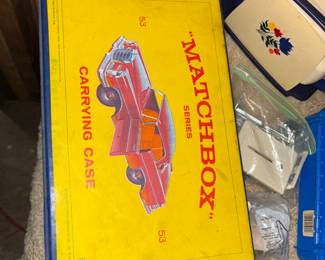 53
"MATCHBOX"
SERIES
CARRYING CASE
53